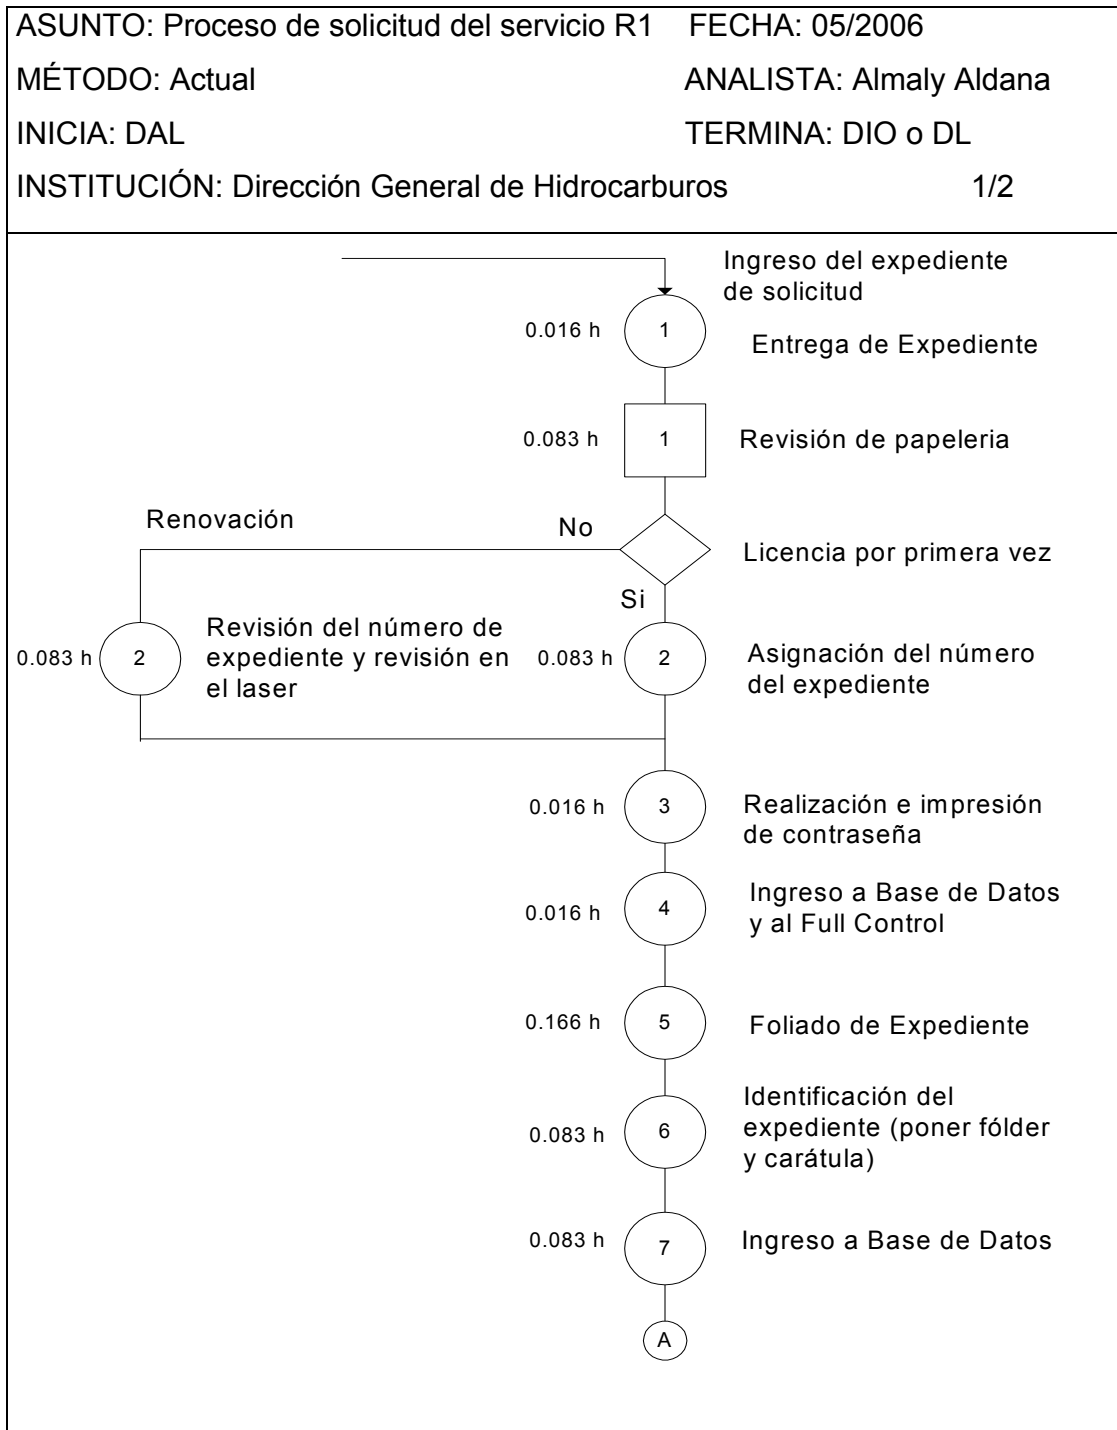 ASUNTO: Proceso de solicitud del servicio R1 FECHA: 05/2006
MÉTODO: Actual ANALISTA: Almaly Aldana
INICIA: DAL TERMINA: DIO o DL
INSTITUCIÓN: Dirección General de Hidrocarburos 1/2
Ingreso del expediente
de solicitud
0.016 h 1 Entrega de Expediente
0.083 h 1 Revisión de papeleria
Renovación No
Licencia por primera vez
Si
0.083 h 2
Revisión del número de
expediente y revisión en
el laser
0.083 h 2
Asignación del número
del expediente
0.016 h 3
Realización e impresión
de contraseña
0.016 h 4
Ingreso a Base de Datos
y al Full Control
0.166 h 5 Foliado de Expediente
0.083 h 6
Identificación del
expediente (poner fólder
y carátula)
0.083 h 7 Ingreso a Base de Datos
A